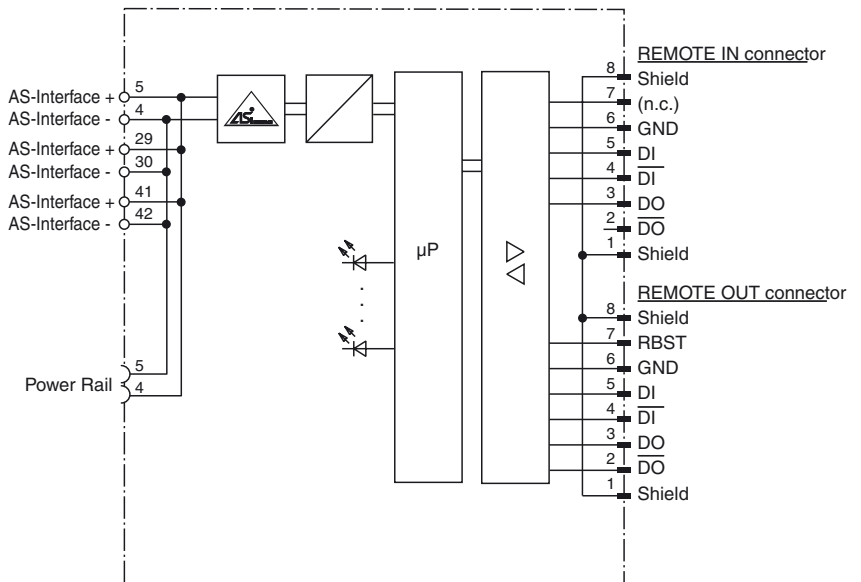 REMOTE IN connector
8 Shield
7 (n.c.)
6 GND
5 DI
4 DI
3 DO
2 DO
1 Shield
REMOTE OUT connector
8 Shield
7 RBST
6 GND
5 DI
4 DI
3 DO
2 DO
1 Shield
AS-Interface + 5
AS-Interface - 4
AS-Interface + 29
AS-Interface - 30
AS-Interface + 41
AS-Interface - 42
Power Rail 5
4
ASi
µP